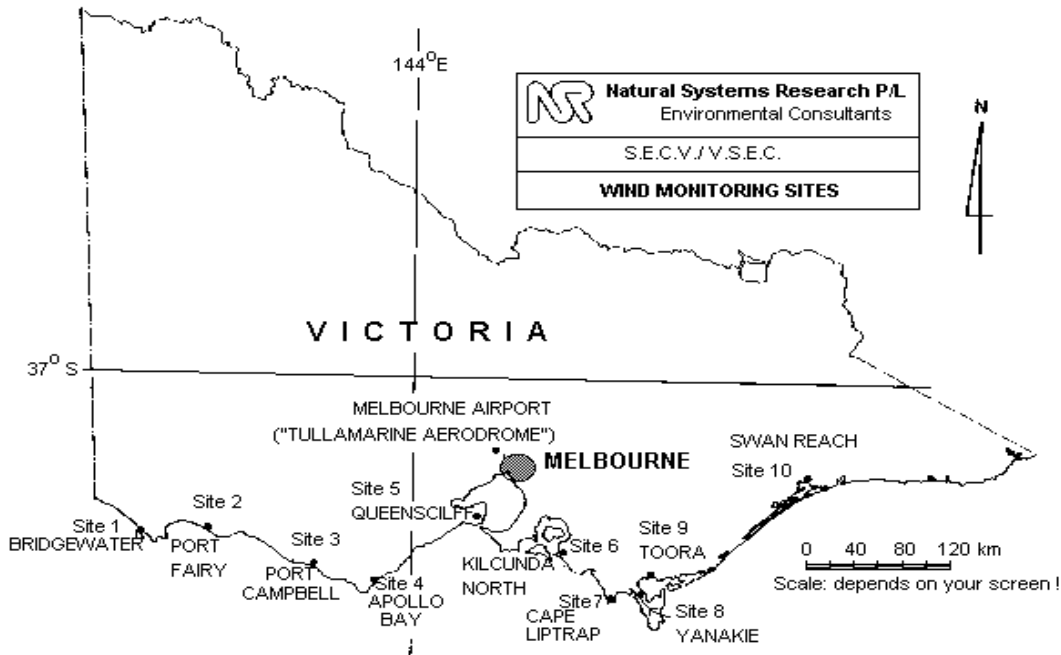 144°E
NSR
Natural Systems Research P/L
Environmental Consultants
S.E.C.V./ V.S.E.C.
WIND MONITORING SITES
N
VICTORIA
37° S
MELBOURNE AIRPORT
("TULLAMARINE AERODROME")
MELBOURNE
SWAN REACH
Site 10
Site 5
QUEENSCILFF
Site 2
Site 1
BRIDGEWATER
PORT
FAIRY
Site 3
PORT
CAMPBELL
Site 4
APOLLO
BAY
KILCUNDA
NORTH
Site 6
Site 9
TOORA
Site7
CAPE
LIPTRAP
Site 8
YANAKIE
0 40 80 120 km
Scale: depends on your screen !